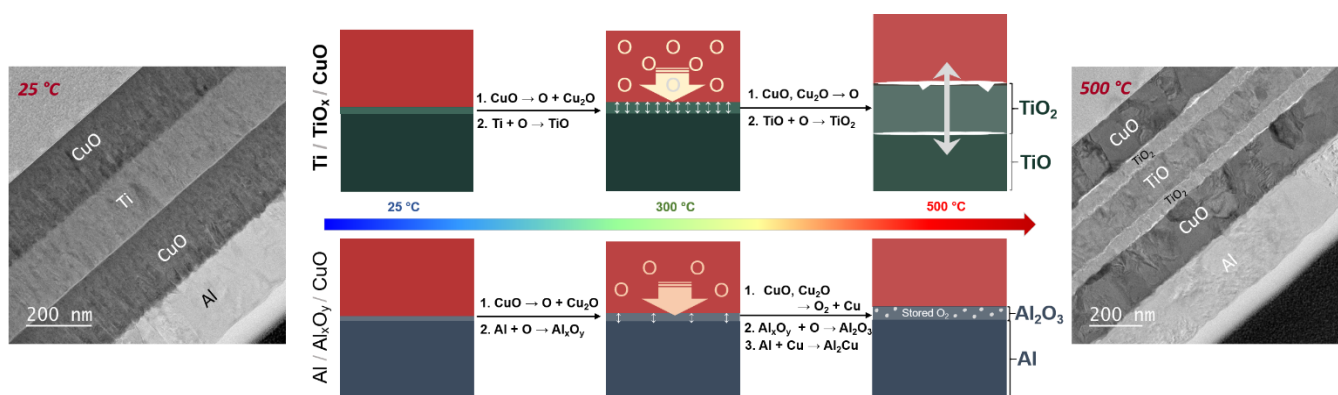 25 °C
CuO
Ti
CuO
Al
200 nm
Ti / TiOₓ / CuO
1. CuO → O + Cu₂O
2. Ti + O → TiO
O O O
O O
O O O
1. CuO, Cu₂O → O
2. TiO + O → TiO₂
TiO₂
TiO
25 °C
300 °C
500 °C
Al / AlₓOᵧ / CuO
1. CuO → O + Cu₂O
2. Al + O → AlₓOᵧ
O O
O O
1. CuO, Cu₂O
→ O₂ + Cu
2. AlₓOᵧ + O → Al₂O₃
3. Al + Cu → Al₂Cu
Stored O₂
Al₂O₃
Al
500 °C
CuO
TiO₂
TiO
TiO₂
CuO
Al
200 nm